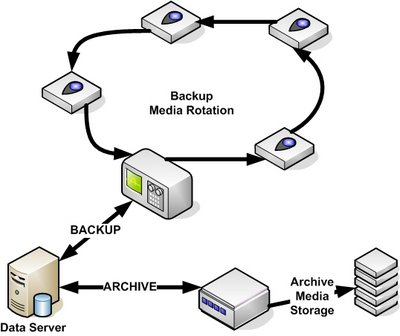 Backup
Media Rotation
BACKUP
ARCHIVE
Archive
Media
Storage
Data Server